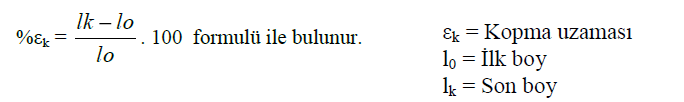 %εk = (lk – lo) / lo . 100 formulü ile bulunur.
εk = Kopma uzaması
l0 = İlk boy
lk = Son boy